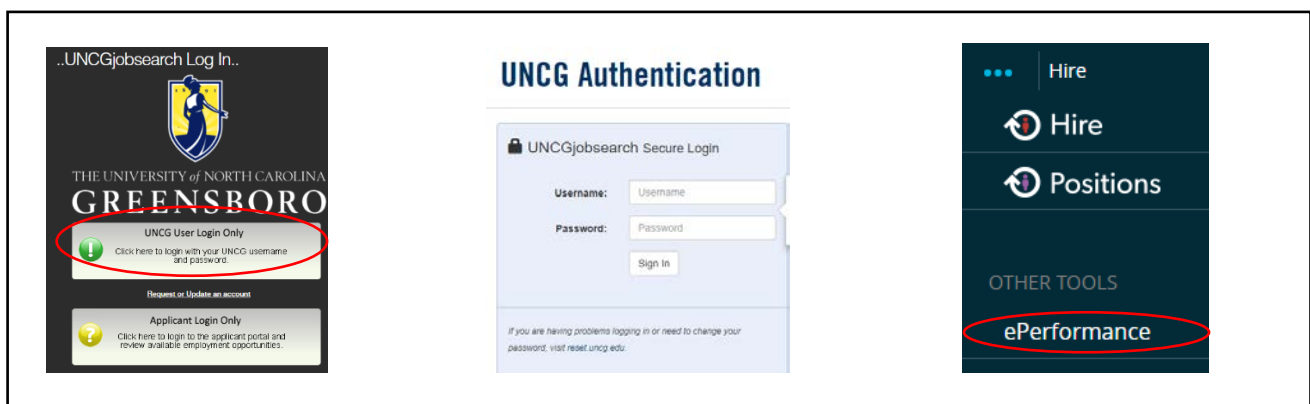 ..UNCGjobsearch Log In..
THE UNIVERSITY of NORTH CAROLINA
GREENSBORO
UNCG User Login Only
Click here to login with your UNCG username
and password.
Request or Update an account
Applicant Login Only
Click here to login to the applicant portal and
review available employment opportunities.
UNCG Authentication
UNCGjobsearch Secure Login
Username:
Username
Password:
Password
Sign In
If you are having problems logging in or need to change your
password, visit reset.uncg.edu.
Hire
Hire
Positions
OTHER TOOLS
ePerformance